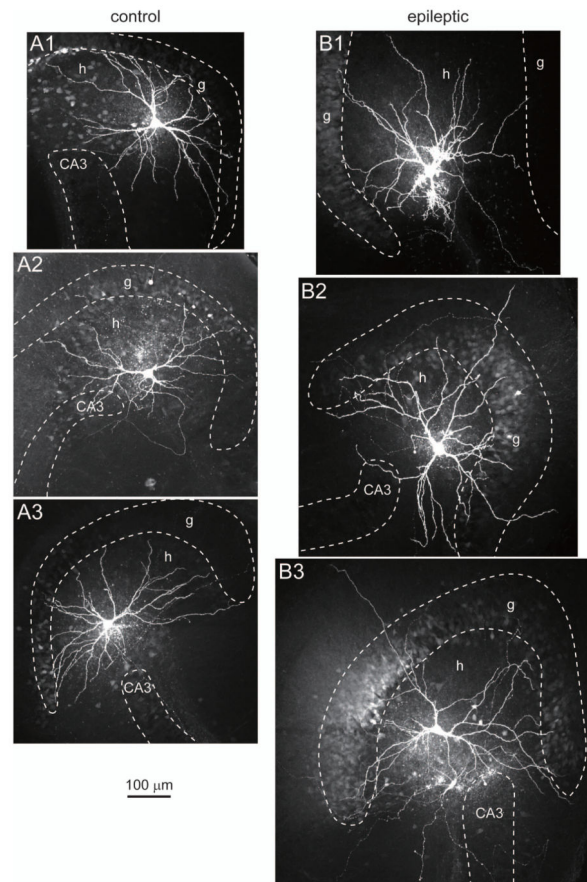 control
epileptic
A1
h
g
CA3
B1
h
g
g
A2
g
h
CA3
B2
h
g
CA3
A3
g
h
CA3
B3
g
h
CA3
100 µm